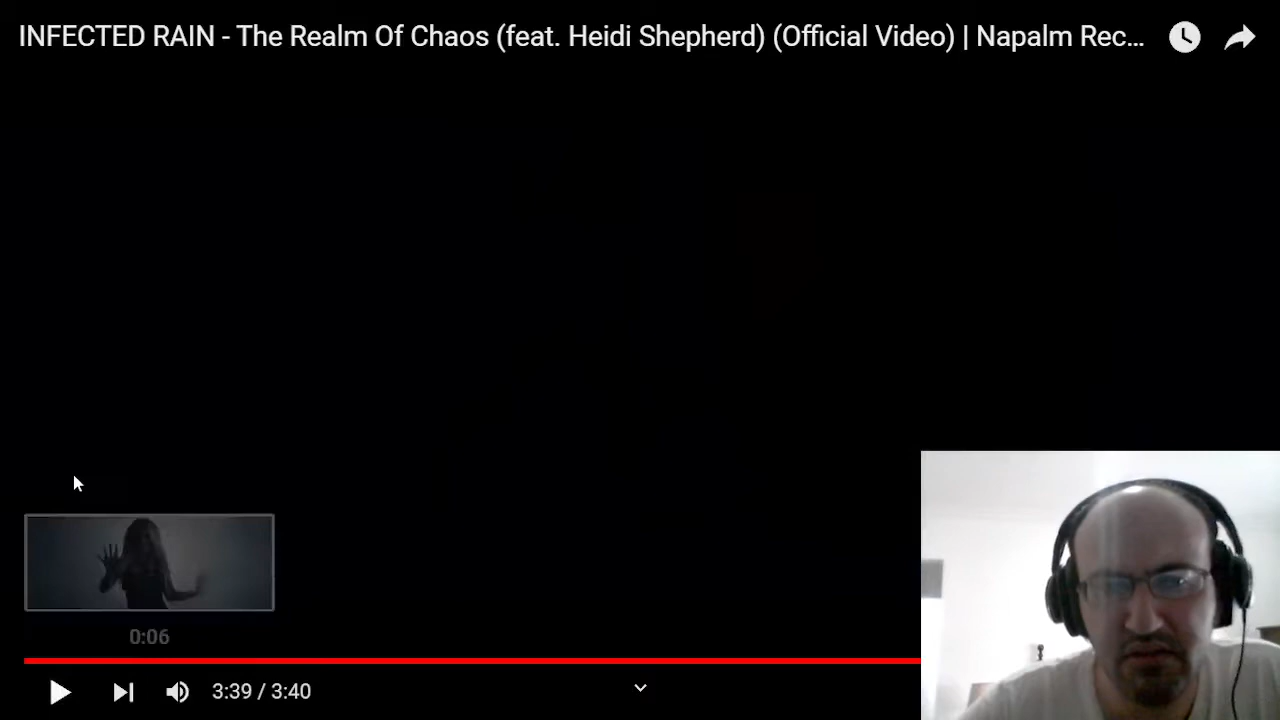 INFECTED RAIN - The Realm Of Chaos (feat. Heidi Shepherd) (Official Video) | Napalm Rec...
0:06
3:39 / 3:40